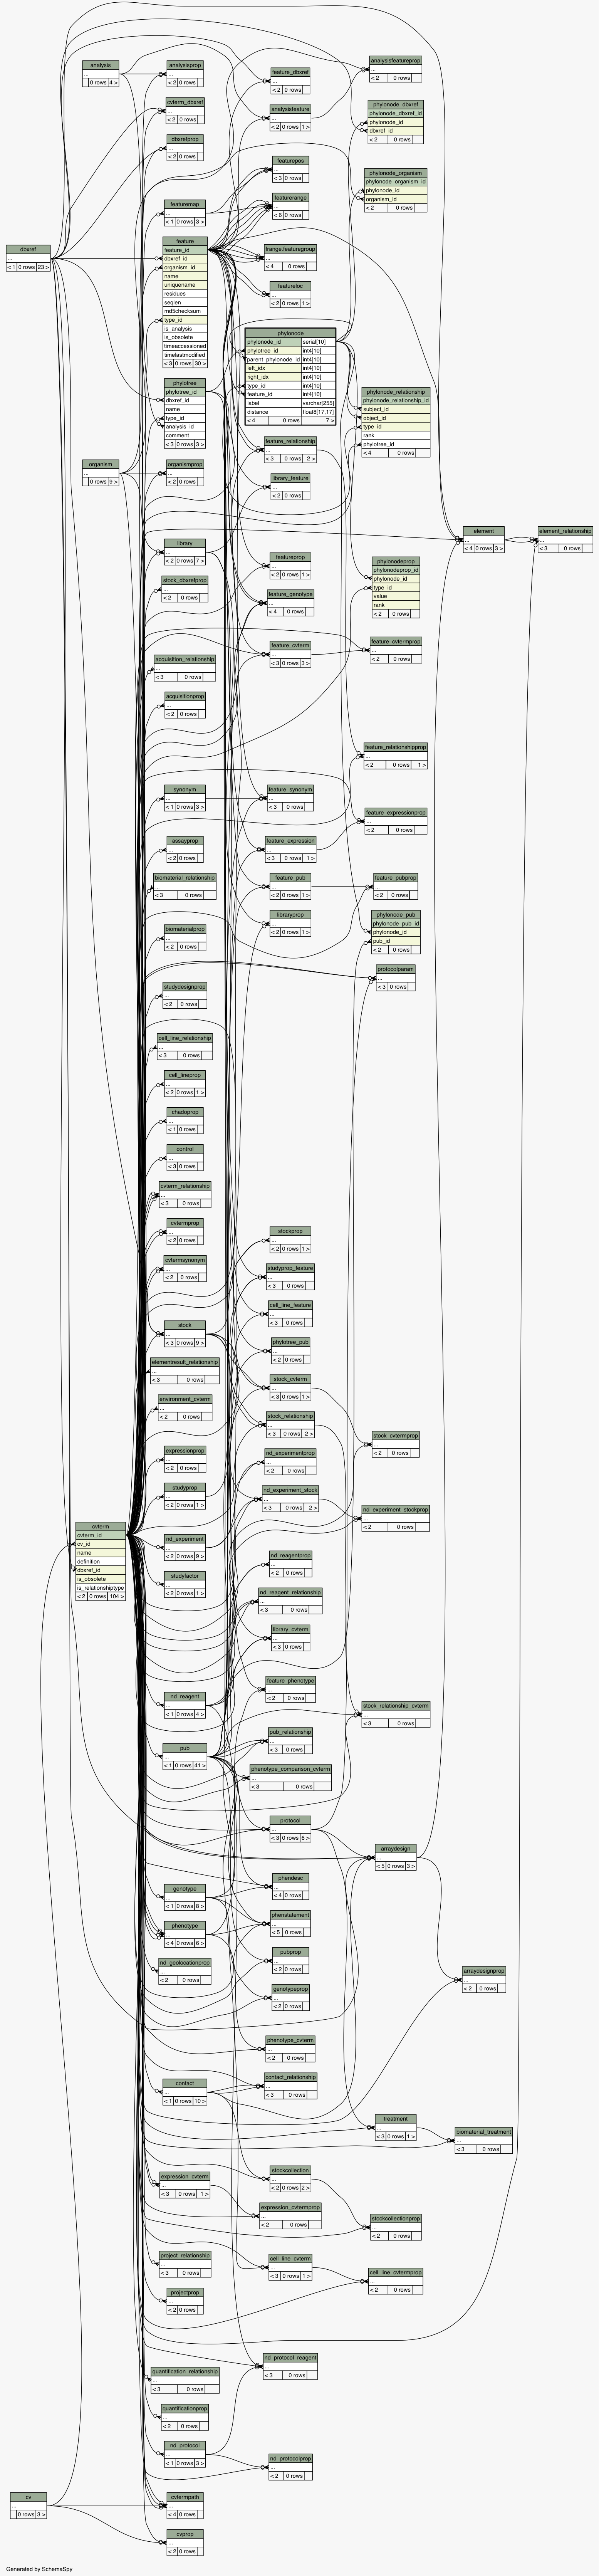 analysis
...
0 rows 4 >
analysisprop
...
< 2 0 rows
cvterm_dbxref
...
< 2 0 rows
dbxrefprop
...
< 2 0 rows
feature_dbxref
...
< 2 0 rows
analysisfeature
...
< 2 0 rows 1 >
analysisfeatureprop
...
< 2 0 rows
phylonode_dbxref
phylonode_dbxref_id
phylonode_id
dbxref_id
< 2 0 rows
featurepos
...
< 3 0 rows
phylonode_organism
phylonode_organism_id
phylonode_id
organism_id
< 2 0 rows
featuremap
...
< 1 0 rows 3 >
featurerange
...
< 6 0 rows
dbxref
...
< 1 0 rows 23 >
feature
feature_id
dbxref_id
organism_id
name
uniquename
residues
seqlen
md5checksum
type_id
is_analysis
is_obsolete
timeaccessioned
timelastmodified
< 3 0 rows 30 >
frange.featuregroup
...
< 4 0 rows
featureloc
...
< 2 0 rows 1 >
phylonode
phylonode_id serial[10]
phylotree_id int4[10]
parent_phylonode_id int4[10]
left_idx int4[10]
right_idx int4[10]
type_id int4[10]
feature_id int4[10]
label varchar[255]
distance float8[17,17]
< 4 0 rows 7 >
phylotree
phylotree_id
dbxref_id
name
type_id
analysis_id
comment
< 3 0 rows 3 >
phylonode_relationship
phylonode_relationship_id
subject_id
object_id
type_id
rank
phylotree_id
< 4 0 rows
feature_relationship
...
< 3 0 rows 2 >
organism
...
0 rows 9 >
organismprop
...
< 2 0 rows
library_feature
...
< 2 0 rows
element
...
< 4 0 rows 3 >
element_relationship
...
< 3 0 rows
library
...
< 2 0 rows 7 >
featureprop
...
< 2 0 rows 1 >
phylonodeprop
phylonodeprop_id
phylonode_id
type_id
value
rank
< 2 0 rows
stock_dbxrefprop
...
< 2 0 rows
feature_genotype
...
< 4 0 rows
feature_cvterm
...
< 3 0 rows 3 >
feature_cvtermprop
...
< 2 0 rows
acquisition_relationship
...
< 3 0 rows
acquisitionprop
...
< 2 0 rows
feature_relationshipprop
...
< 2 0 rows 1 >
synonym
...
< 1 0 rows 3 >
feature_synonym
...
< 3 0 rows
feature_expressionprop
...
< 2 0 rows
assayprop
...
< 2 0 rows
feature_expression
...
< 3 0 rows 1 >
biomaterial_relationship
...
< 3 0 rows
feature_pub
...
< 2 0 rows 1 >
feature_pubprop
...
< 2 0 rows
biomaterialprop
...
< 2 0 rows
libraryprop
...
< 2 0 rows 1 >
phylonode_pub
phylonode_pub_id
phylonode_id
pub_id
< 2 0 rows
protocolparam
...
< 3 0 rows
studydesignprop
...
< 2 0 rows
cell_line_relationship
...
< 3 0 rows
cell_lineprop
...
< 2 0 rows 1 >
chadoprop
...
< 1 0 rows
control
...
< 3 0 rows
cvterm_relationship
...
< 3 0 rows
cvtermprop
...
< 2 0 rows
stockprop
...
< 2 0 rows 1 >
cvtermsynonym
...
< 2 0 rows
studyprop_feature
...
< 3 0 rows
cell_line_feature
...
< 3 0 rows
stock
...
< 3 0 rows 9 >
phylotree_pub
...
< 2 0 rows
elementresult_relationship
...
< 3 0 rows
stock_cvterm
...
< 3 0 rows 1 >
environment_cvterm
...
< 2 0 rows
stock_relationship
...
< 3 0 rows 2 >
stock_cvtermprop
...
< 2 0 rows
expressionprop
...
< 2 0 rows
nd_experimentprop
...
< 2 0 rows
studyprop
...
< 2 0 rows 1 >
nd_experiment_stock
...
< 3 0 rows 2 >
nd_experiment_stockprop
...
< 2 0 rows
cvterm
cvterm_id
cv_id
name
definition
dbxref_id
is_obsolete
is_relationshiptype
< 2 0 rows 104 >
nd_experiment
...
< 2 0 rows 9 >
nd_reagentprop
...
< 2 0 rows
studyfactor
...
< 2 0 rows 1 >
nd_reagent_relationship
...
< 3 0 rows
library_cvterm
...
< 3 0 rows
feature_phenotype
...
< 2 0 rows
nd_reagent
...
< 1 0 rows 4 >
stock_relationship_cvterm
...
< 3 0 rows
pub_relationship
...
< 3 0 rows
pub
...
< 1 0 rows 41 >
phenotype_comparison_cvterm
...
< 3 0 rows
protocol
...
< 3 0 rows 6 >
arraydesign
...
< 5 0 rows 3 >
phendesc
...
< 4 0 rows
genotype
...
< 1 0 rows 8 >
phenstatement
...
< 5 0 rows
phenotype
...
< 4 0 rows 6 >
pubprop
...
< 2 0 rows
nd_geolocationprop
...
< 2 0 rows
arraydesignprop
...
< 2 0 rows
genotypeprop
...
< 2 0 rows
phenotype_cvterm
...
< 2 0 rows
contact_relationship
...
< 3 0 rows
contact
...
< 1 0 rows 10 >
treatment
...
< 3 0 rows 1 >
biomaterial_treatment
...
< 3 0 rows
stockcollection
...
< 2 0 rows 2 >
expression_cvterm
...
< 3 0 rows 1 >
expression_cvtermprop
...
< 2 0 rows
stockcollectionprop
...
< 2 0 rows
project_relationship
...
< 3 0 rows
cell_line_cvterm
...
< 3 0 rows 1 >
cell_line_cvtermprop
...
< 2 0 rows
projectprop
...
< 2 0 rows
nd_protocol_reagent
...
< 3 0 rows
quantification_relationship
...
< 3 0 rows
quantificationprop
...
< 2 0 rows
nd_protocol
...
< 1 0 rows 3 >
nd_protocolprop
...
< 2 0 rows
cv
...
0 rows 3 >
cvtermpath
...
< 4 0 rows
cvprop
...
< 2 0 rows
Generated by SchemaSpy